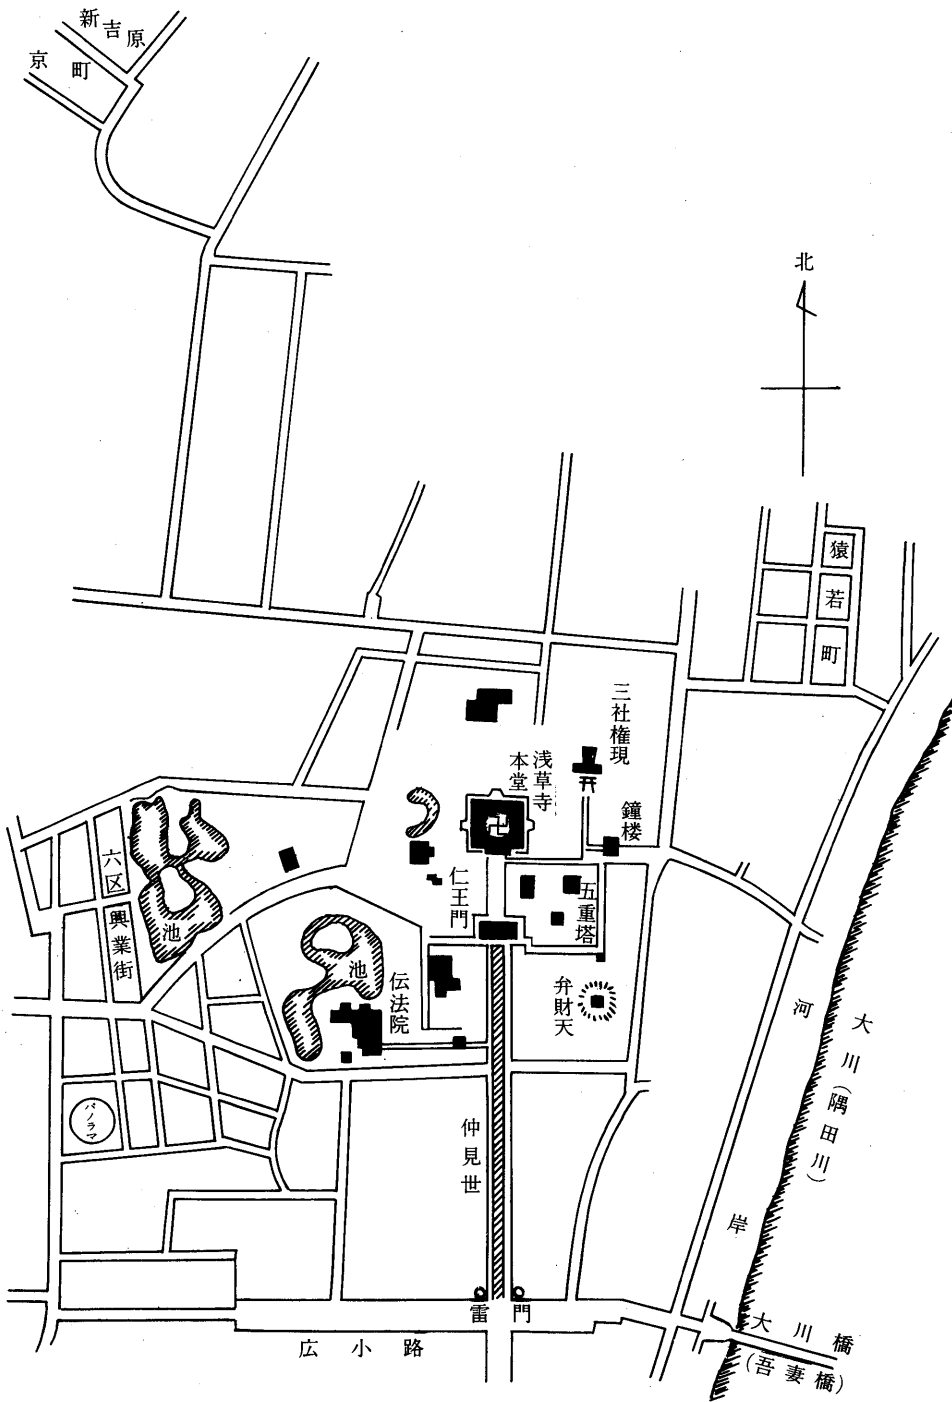 新吉原
京町
北
猿若町
三社権現
浅草寺
本堂
鐘楼
六区
興業街
池
仁王門
五重塔
池
伝法院
弁財天
河岸
大川(隅田川)
パノラマ
仲見世
雷門
広小路
大川橋
(吾妻橋)